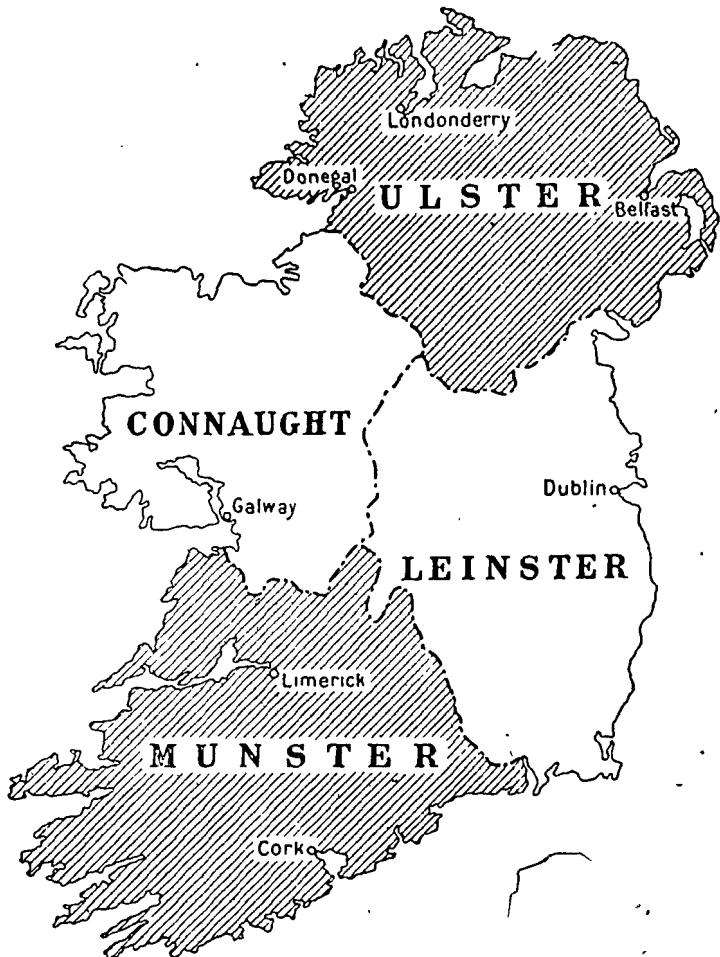 Londonderry
Donegal
ULSTER
Belfast
CONNAUGHT
Dublin
Galway
LEINSTER
Limerick
MUNSTER
Cork